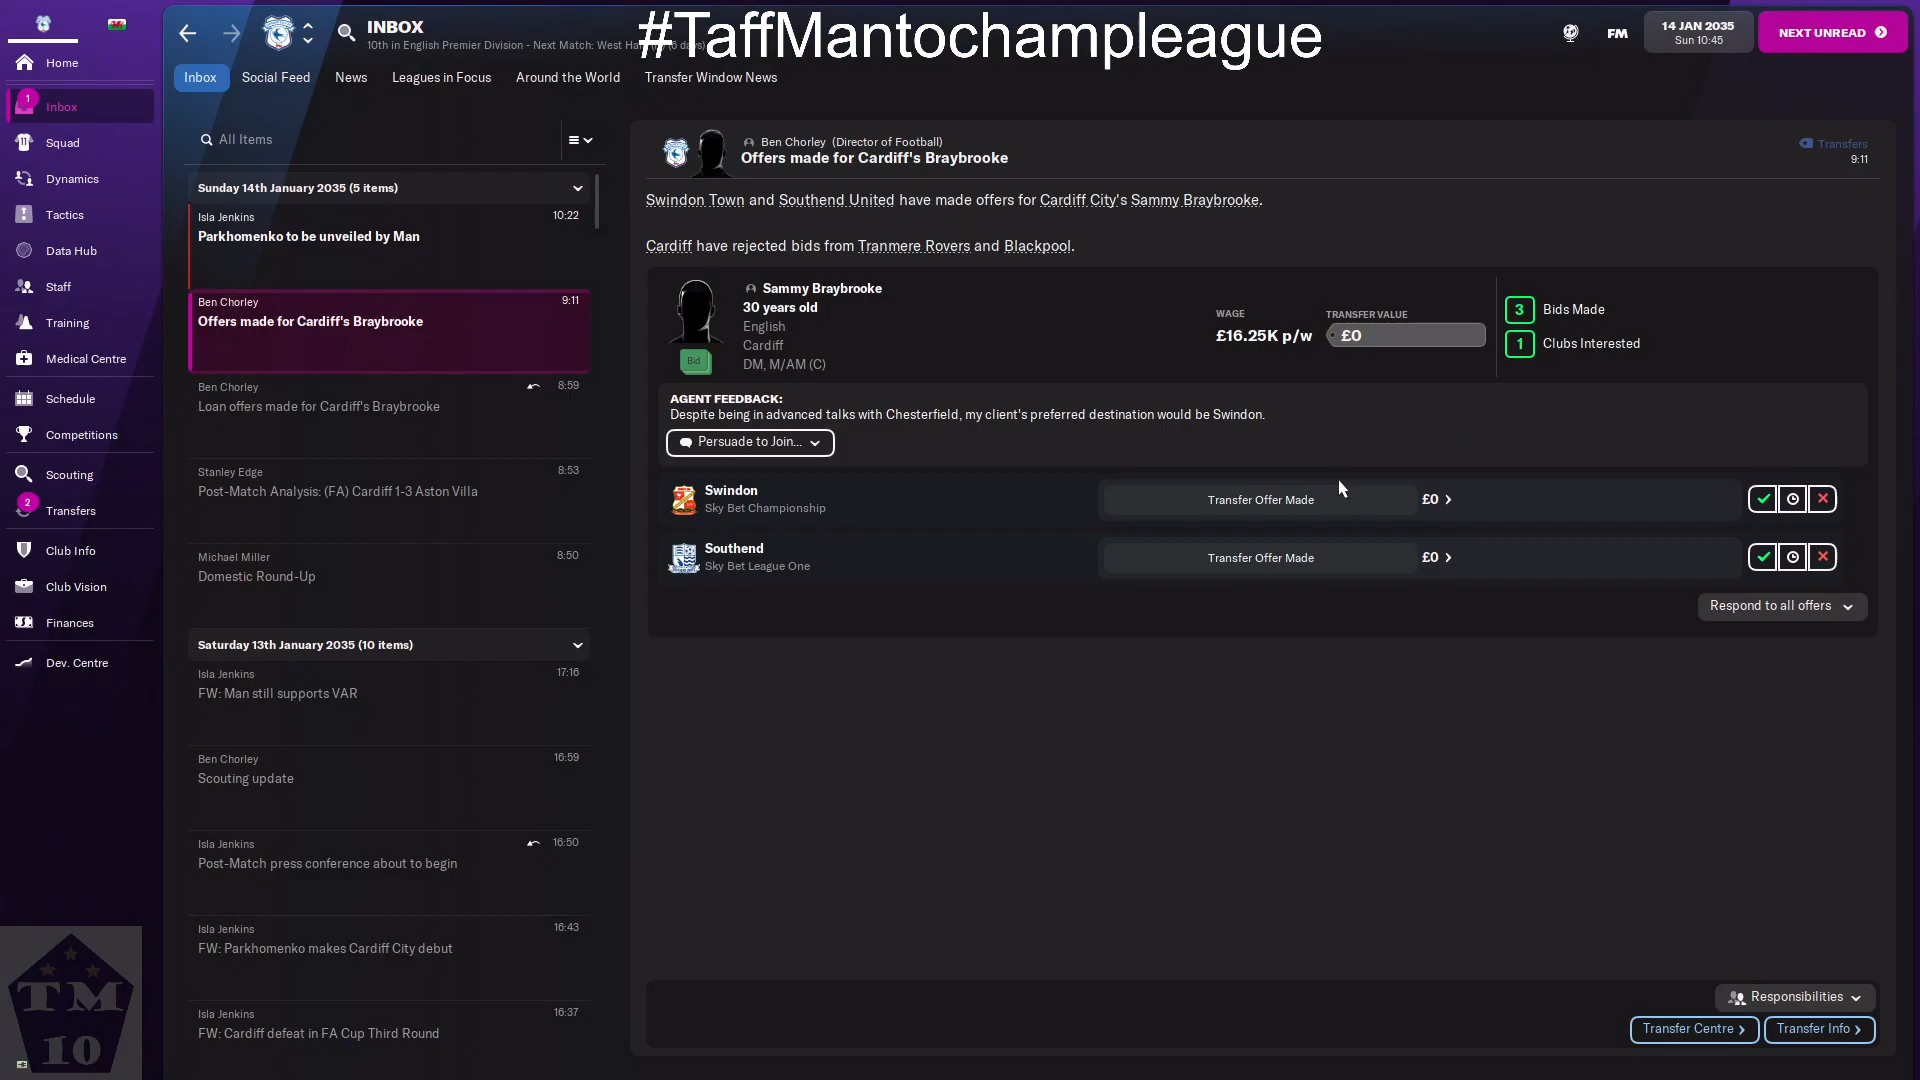 #TaffMantochampleague
INBOX
10th in English Premier Division - Next Match: West Ha
14 JAN 2035
Sun 10:45
FM
NEXT UNREAD
Home
1
Inbox
Squad
Dynamics
Tactics
Data Hub
Staff
Training
Medical Centre
Schedule
Competitions
Scouting
2
Transfers
Club Info
Club Vision
Finances
Dev. Centre
TM
10
Inbox
Social Feed
News
Leagues in Focus
Around the World
Transfer Window News
All Items
Sunday 14th January 2035 (5 items)
Isla Jenkins 10:22
Parkhomenko to be unveiled by Man
Ben Chorley 9:11
Offers made for Cardiff's Braybrooke
Ben Chorley 8:59
Loan offers made for Cardiff's Braybrooke
Stanley Edge 8:53
Post-Match Analysis: (FA) Cardiff 1-3 Aston Villa
Michael Miller 8:50
Domestic Round-Up
Saturday 13th January 2035 (10 items)
Isla Jenkins 17:16
FW: Man still supports VAR
Ben Chorley 16:59
Scouting update
Isla Jenkins 16:50
Post-Match press conference about to begin
Isla Jenkins 16:43
FW: Parkhomenko makes Cardiff City debut
Isla Jenkins 16:37
FW: Cardiff defeat in FA Cup Third Round
Ben Chorley (Director of Football)
Offers made for Cardiff's Braybrooke
Transfers
9:11
Swindon Town and Southend United have made offers for Cardiff City's Sammy Braybrooke.
Cardiff have rejected bids from Tranmere Rovers and Blackpool.
Sammy Braybrooke
30 years old
English
Cardiff
DM, M/AM (C)
Bid
WAGE
£16.25K p/w
TRANSFER VALUE
£0
3 Bids Made
1 Clubs Interested
AGENT FEEDBACK:
Despite being in advanced talks with Chesterfield, my client's preferred destination would be Swindon.
Persuade to Join...
Swindon
Sky Bet Championship
Transfer Offer Made £0
Southend
Sky Bet League One
Transfer Offer Made £0
Respond to all offers
Responsibilities
Transfer Centre
Transfer Info